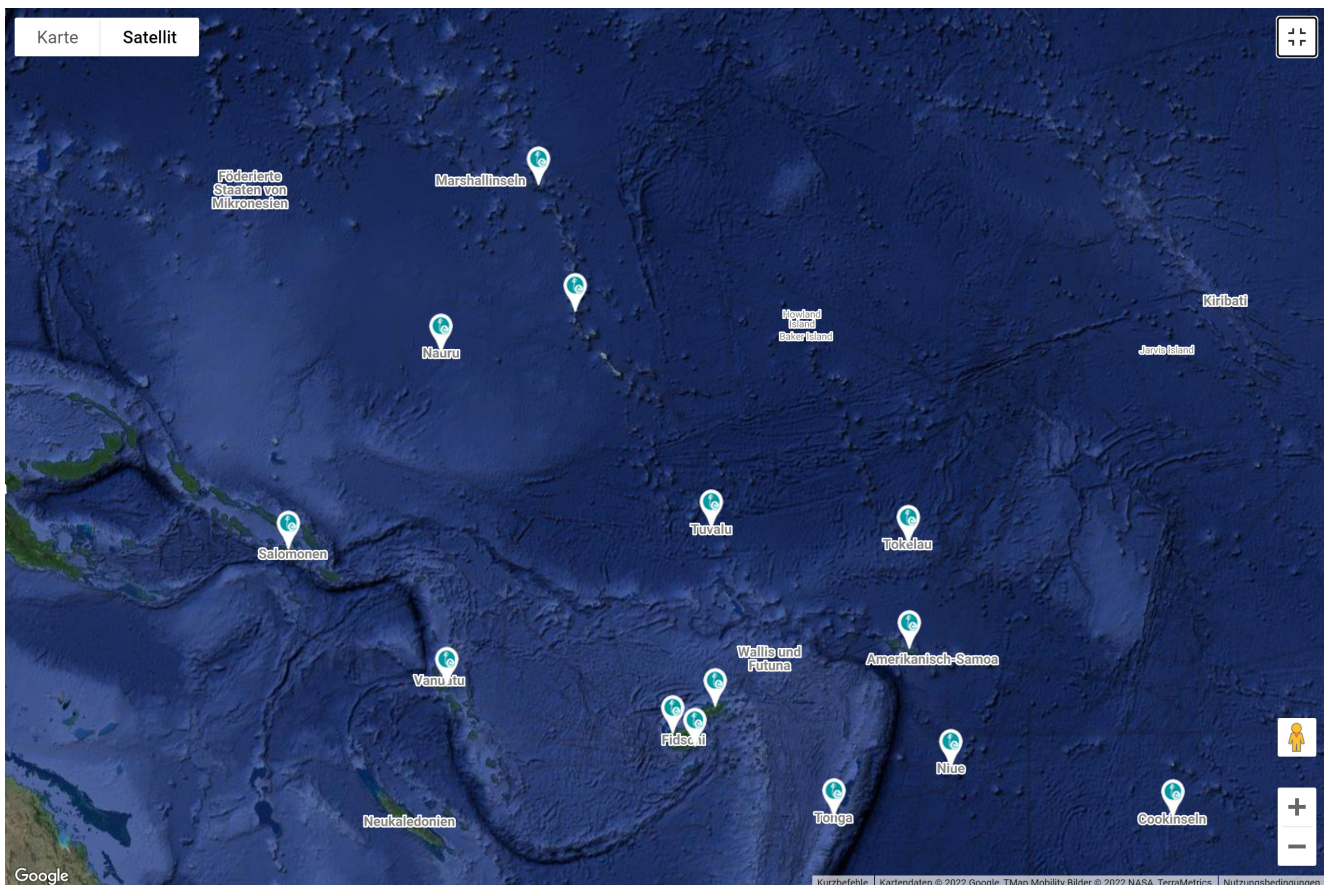 Karte
Satellit
Föderierte
Staaten von
Mikronesien
Marshallinseln
Kiribati
Howland
Island
Baker Island
Nauru
Jarvis Island
Tuvalu
Tokelau
Salomonen
Wallis und
Futuna
Amerikanisch-Samoa
Vanuatu
Fidschi
Niue
Tonga
Cookinseln
Neukaledonien
Google
Kurzbefehle
Kartendaten © 2022 Google, TMap Mobility Bilder © 2022 NASA, TerraMetrics
Nutzungsbedingungen